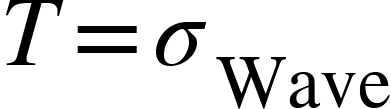 T = σ_Wave